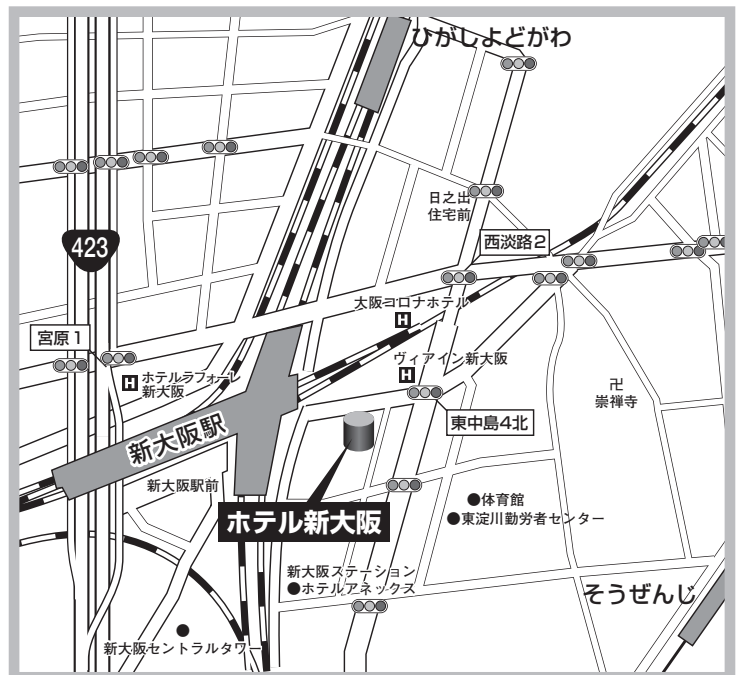 ひがしよどがわ
日之出
住宅前
423
西淡路2
大阪コロナホテル
H
宮原1
ヴィアイン新大阪
H
H
ホテルラフォーレ
新大阪
卍
崇禅寺
東中島4北
新大阪駅
新大阪駅前
体育館
東淀川勤労者センター
ホテル新大阪
新大阪ステーション
ホテルアネックス
そうぜんじ
新大阪セントラルタワー